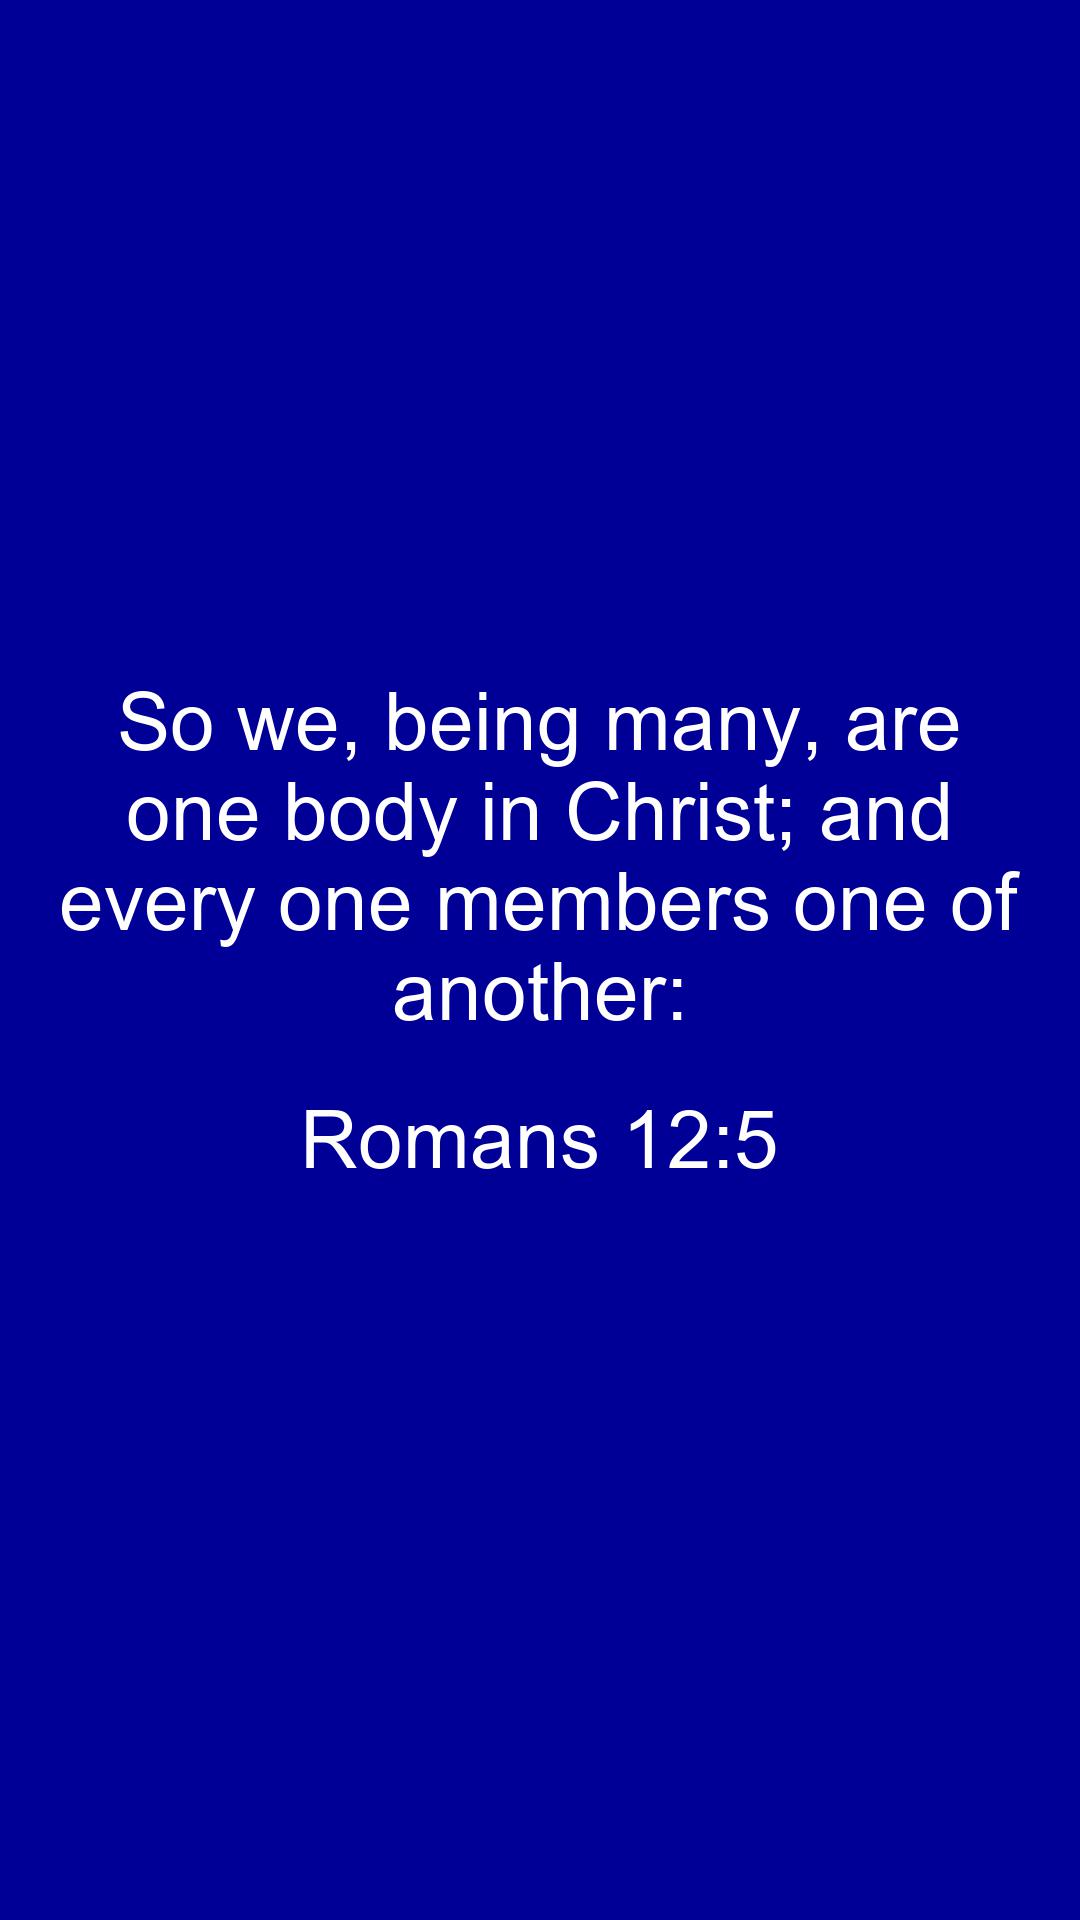 So we, being many, are
one body in Christ; and
every one members one of
another:
Romans 12:5